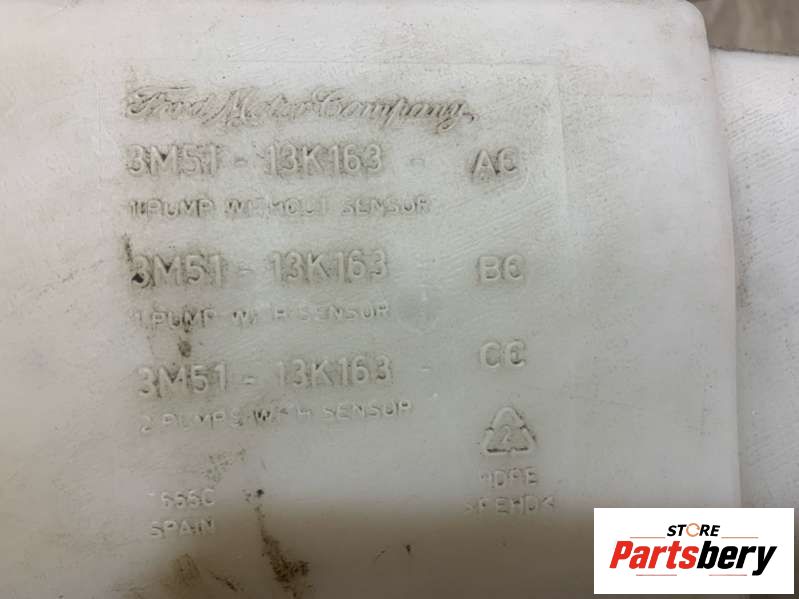 Ford Motor Company
3M51 - 13K163 - AC
1 PUMP WITHOUT SENSOR
3M51 - 13K163 - BC
1 PUMP WITH SENSOR
3M51 - 13K163 - CC
2 PUMPS WITH SENSOR
2
HDPE
SPAIN
STORE
Partsbery